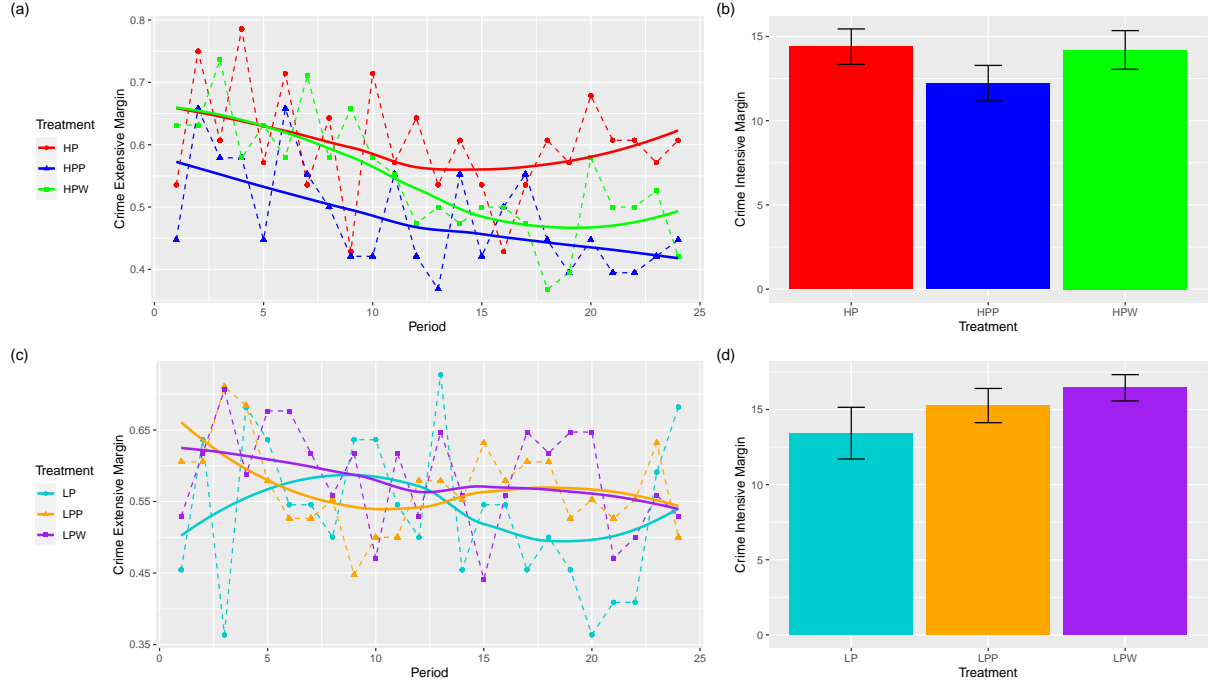 (a)
Crime Extensive Margin
0.8
0.7
0.6
0.5
0.4
0
5
10
15
20
25
Period
Treatment
HP
HPP
HPW
(b)
Crime Intensive Margin
15
10
5
0
HP
HPP
HPW
Treatment
(c)
Crime Extensive Margin
0.65
0.55
0.45
0.35
0
5
10
15
20
25
Period
Treatment
LP
LPP
LPW
(d)
Crime Intensive Margin
15
10
5
0
LP
LPP
LPW
Treatment